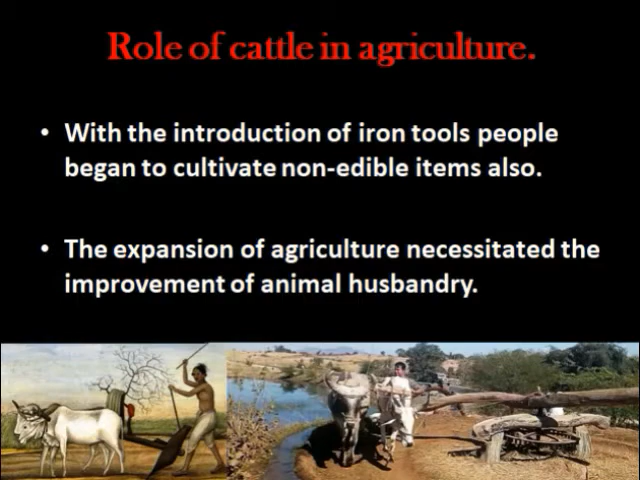 Role of cattle in agriculture.
• With the introduction of iron tools people
began to cultivate non-edible items also.
• The expansion of agriculture necessitated the
improvement of animal husbandry.